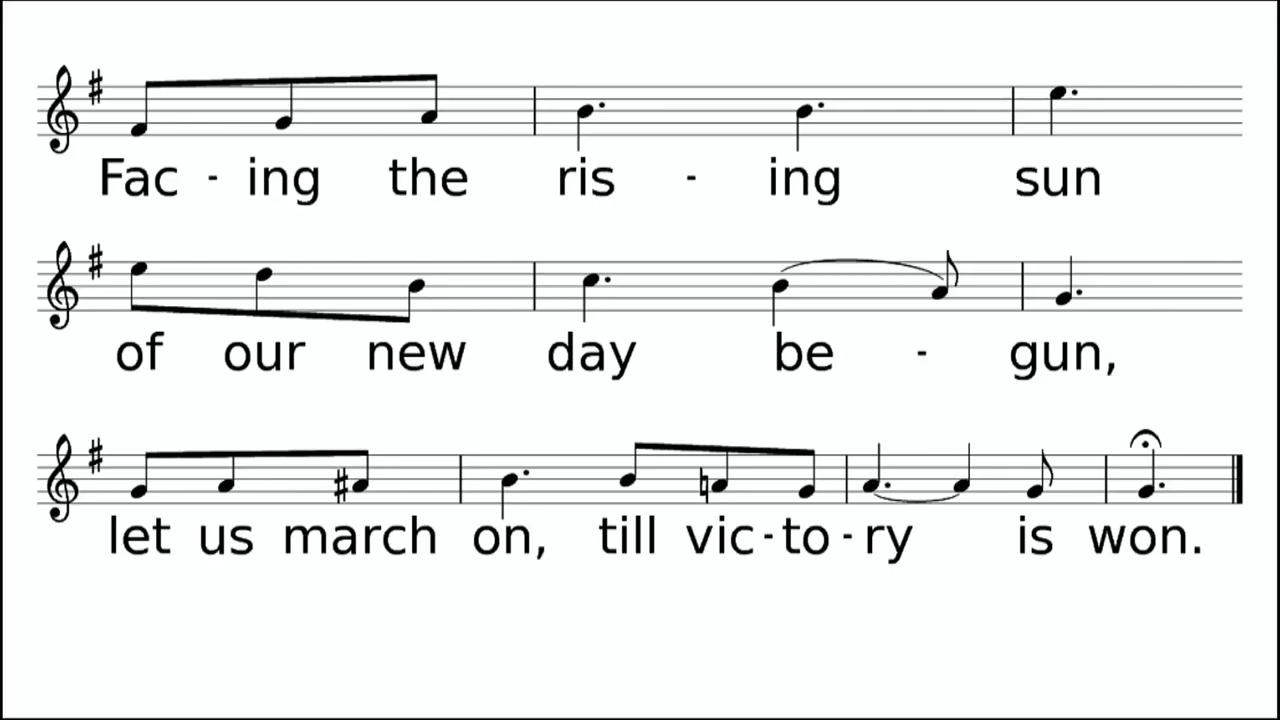 Fac - ing the ris - ing sun
of our new day be - gun,
let us march on, till vic - to - ry is won.